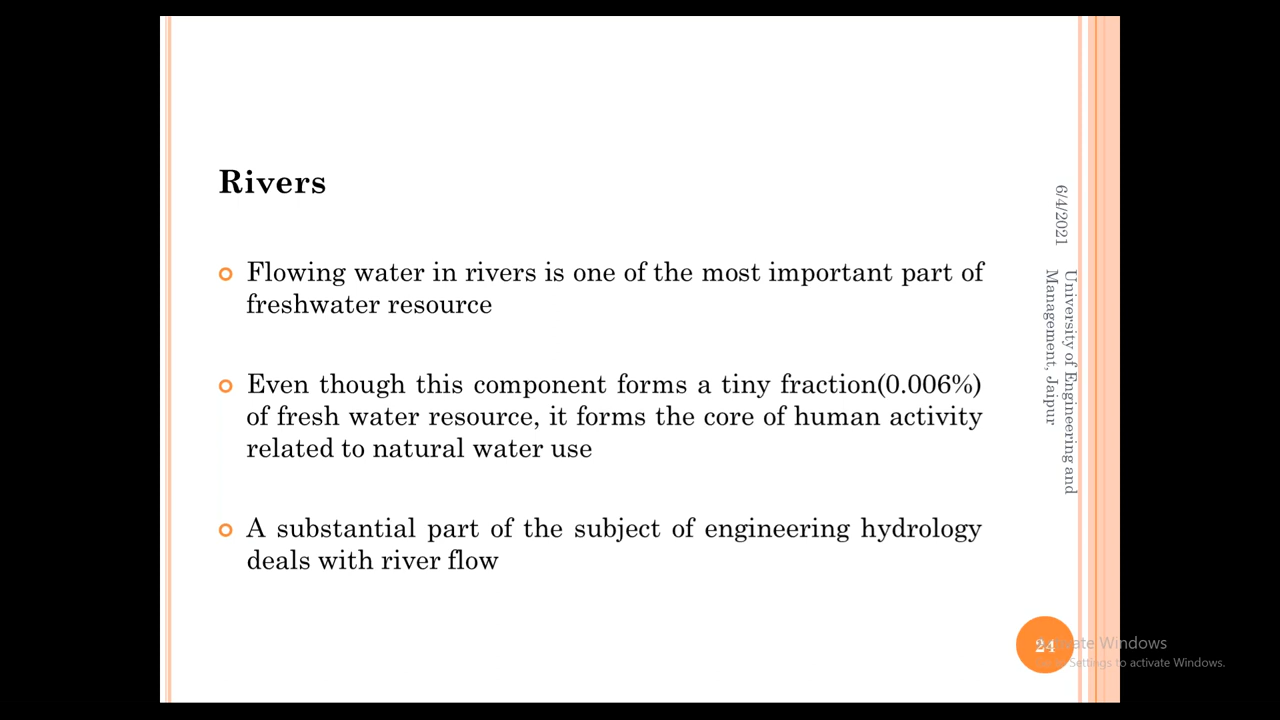 Rivers
Flowing water in rivers is one of the most important part of
freshwater resource
Even though this component forms a tiny fraction(0.006%)
of fresh water resource, it forms the core of human activity
related to natural water use
A substantial part of the subject of engineering hydrology
deals with river flow
6/4/2021
University of Engineering and
Management, Jaipur
24
Windows
Settings to activate Windows.